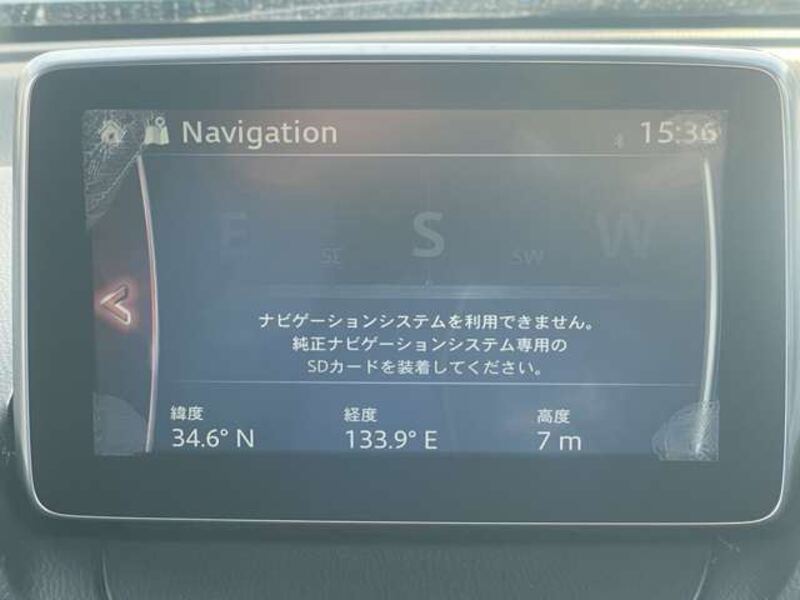 Navigation
15:36
E
SE
S
SW
W
ナビゲーションシステムを利用できません。
純正ナビゲーションシステム専用の
SDカードを装着してください。
緯度
経度
高度
34.6° N
133.9° E
7 m